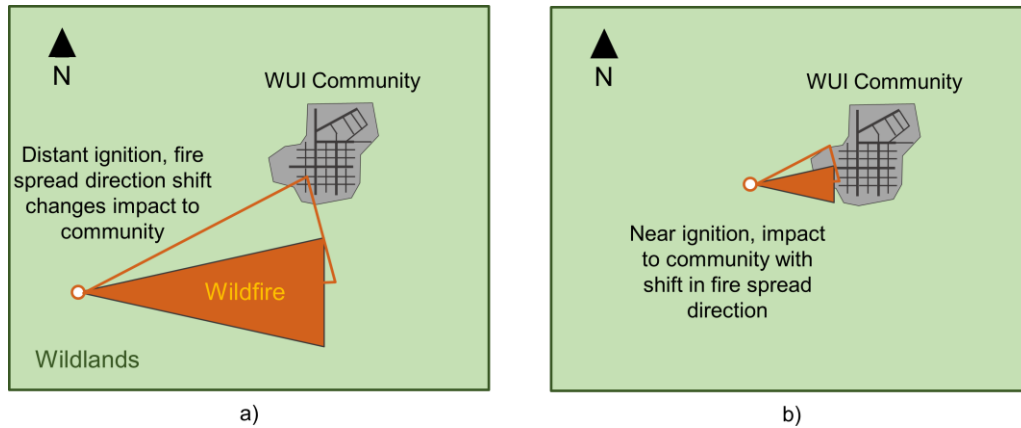 N
WUI Community
Distant ignition, fire
spread direction shift
changes impact to
community
Wildfire
Wildlands
a)
N
WUI Community
Near ignition, impact
to community with
shift in fire spread
direction
b)